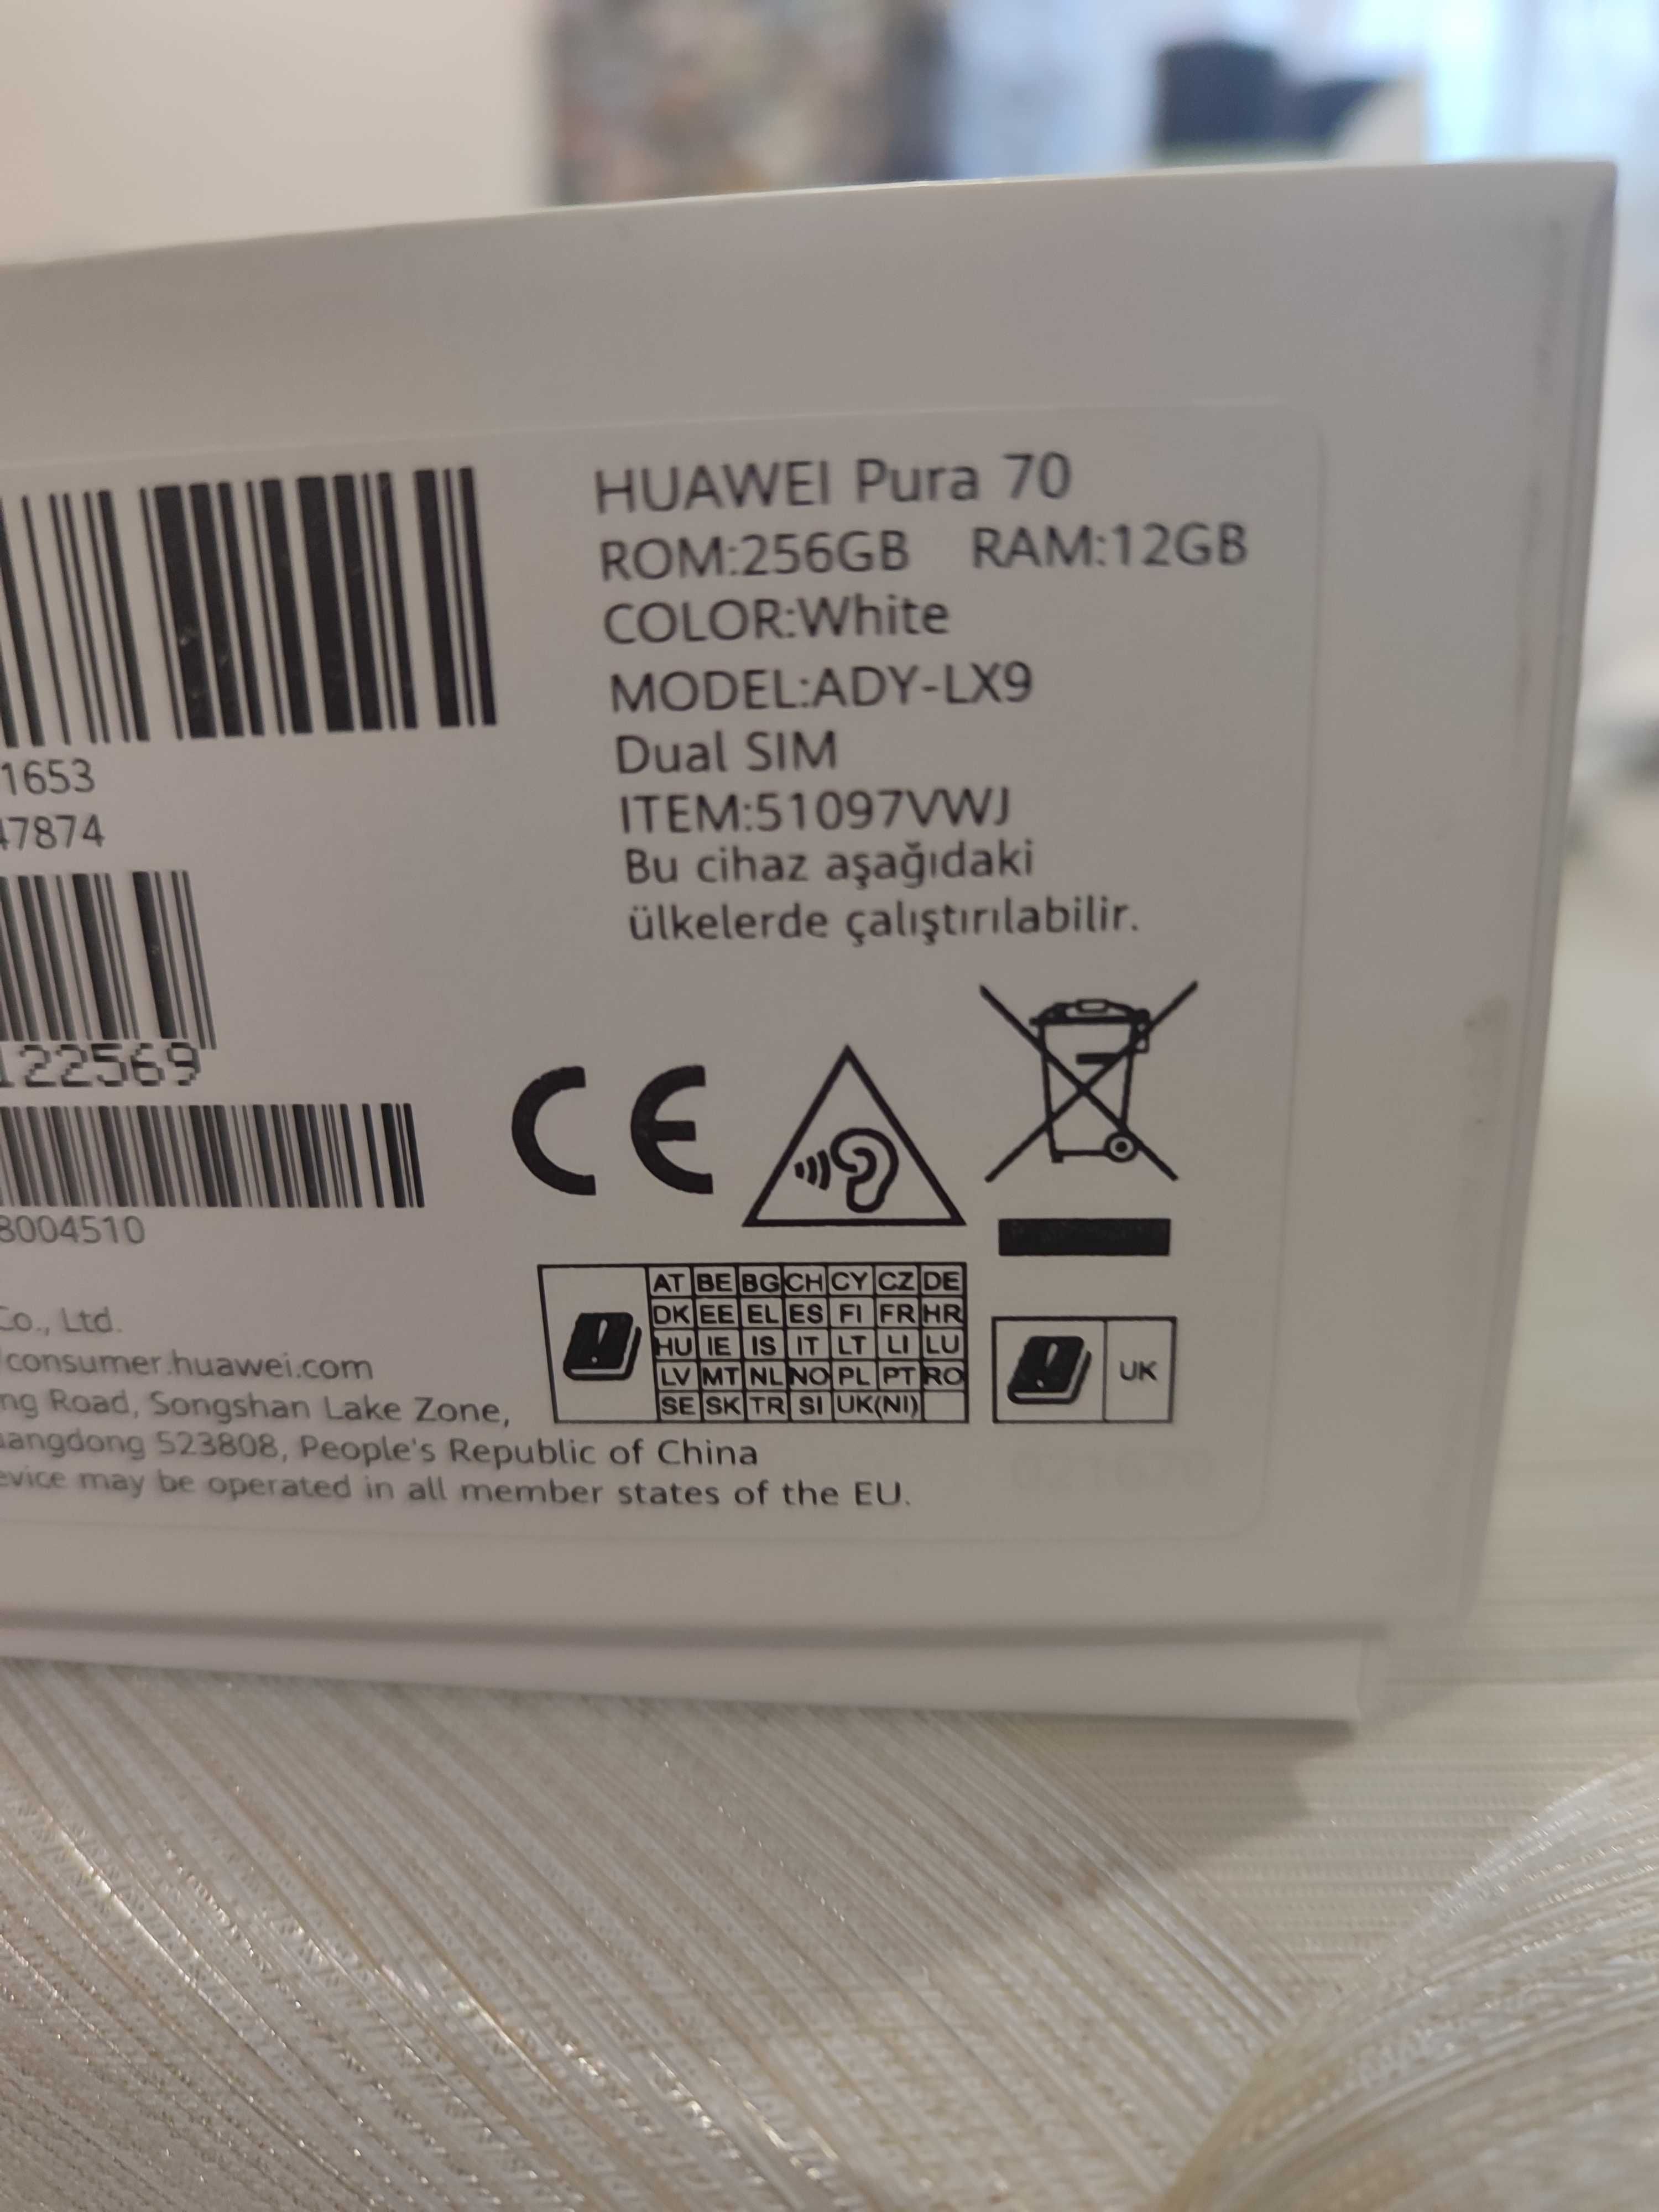 HUAWEI Pura 70
ROM:256GB RAM:12GB
COLOR:White
MODEL:ADY-LX9
Dual SIM
ITEM:51097VWJ
Bu cihaz aşağıdaki
ülkelerde çalıştırılabilir.
1653
47874
122569
8004510
CE
AT BE BG CH CY CZ DE
DK EE EL ES FI FR HR
HU IE IS IT LT LI LU
LV MT NL NO PL PT RO
SE SK TR SI UK(NI)
UK
Co., Ltd.
consumer.huawei.com
Road, Songshan Lake Zone,
523808, People's Republic of China
may be operated in all member states of the EU.